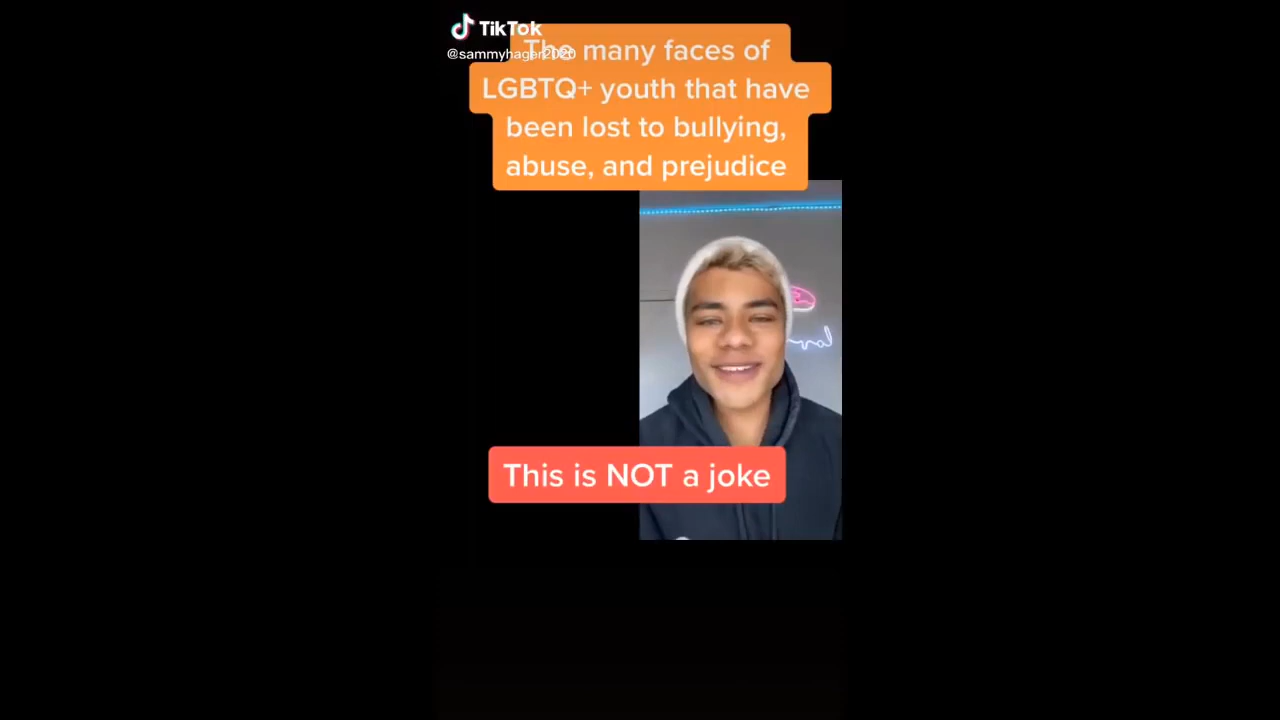 TikTok
@sammyhager2020
The many faces of
LGBTQ+ youth that have
been lost to bullying,
abuse, and prejudice
This is NOT a joke